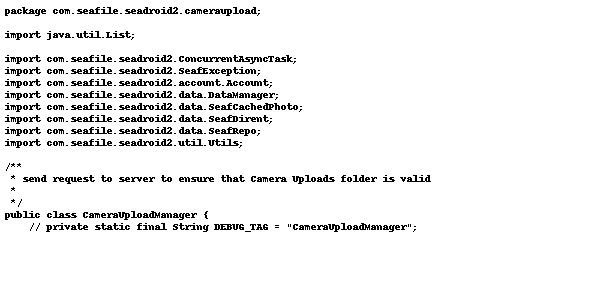 package com.seafile.seadroid2.cameraupload;

import java.util.List;

import com.seafile.seadroid2.ConcurrentAsyncTask;
import com.seafile.seadroid2.SeafException;
import com.seafile.seadroid2.account.Account;
import com.seafile.seadroid2.data.DataManager;
import com.seafile.seadroid2.data.SeafCachedPhoto;
import com.seafile.seadroid2.data.SeafDirent;
import com.seafile.seadroid2.data.SeafRepo;
import com.seafile.seadroid2.util.Utils;

/**
 * send request to server to ensure that Camera Uploads folder is valid
 *
 */
public class CameraUploadManager {
    // private static final String DEBUG_TAG = "CameraUploadManager";